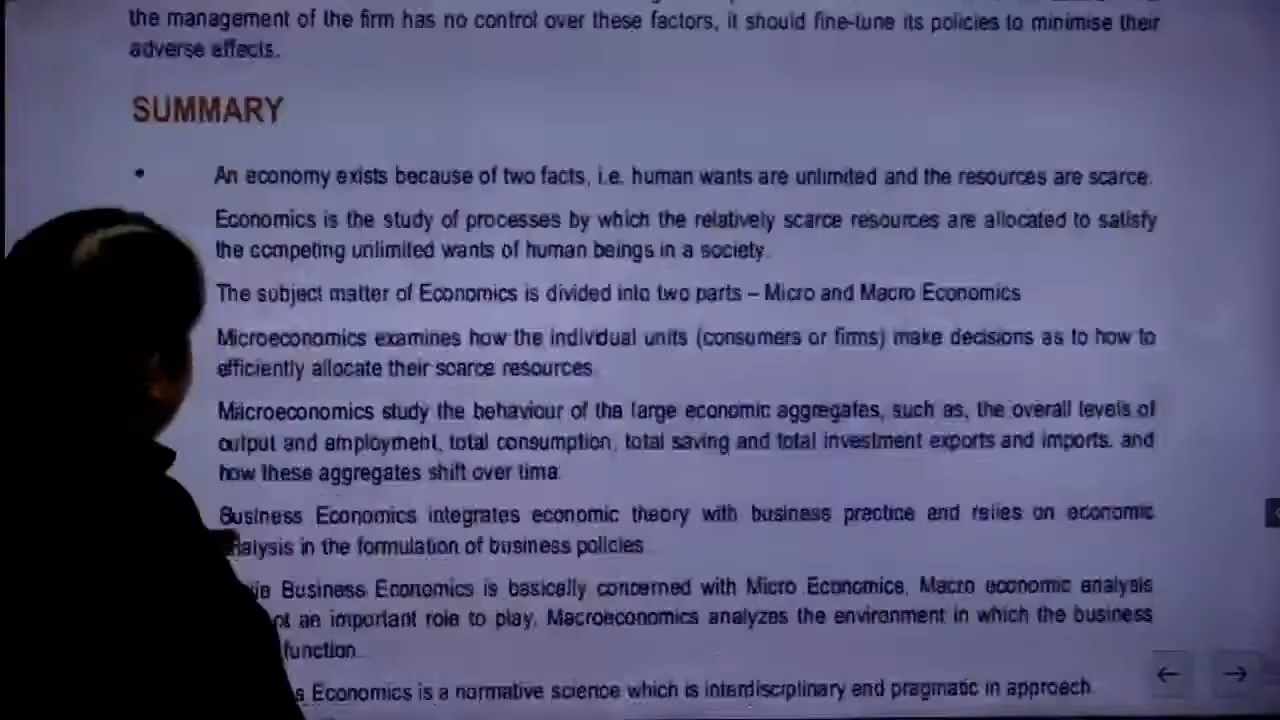 the management of the firm has no control over these factors, it should fine-tune its policies to minimise their
adverse affects.
SUMMARY
• An economy exists because of two facts, i.e. human wants are unlimited and the resources are scarce.
Economics is the study of processes by which the relatively scarce resources are allocated to satisfy
the competing unlimited wants of human beings in a society.
The subject matter of Economics is divided into two parts – Micro and Macro Economics
Microeconomics examines how the individual units (consumers or firms) make decisions as to how to
efficiently allocate their scarce resources
Macroeconomics study the behaviour of the large economic aggregates, such as, the overall levels of
output and employment, total consumption, total saving and total investment exports and imports. and
how these aggregates shift over time.
Business Economics integrates economic theory with business practice and relies on economic
alysis in the formulation of business policies
Business Economics is basically concerned with Micro Economics, Macro economic analysis
an important role to play. Macroeconomics analyzes the environment in which the business
function.
s Economics is a normative science which is interdisciplinary and pragmatic in approach.